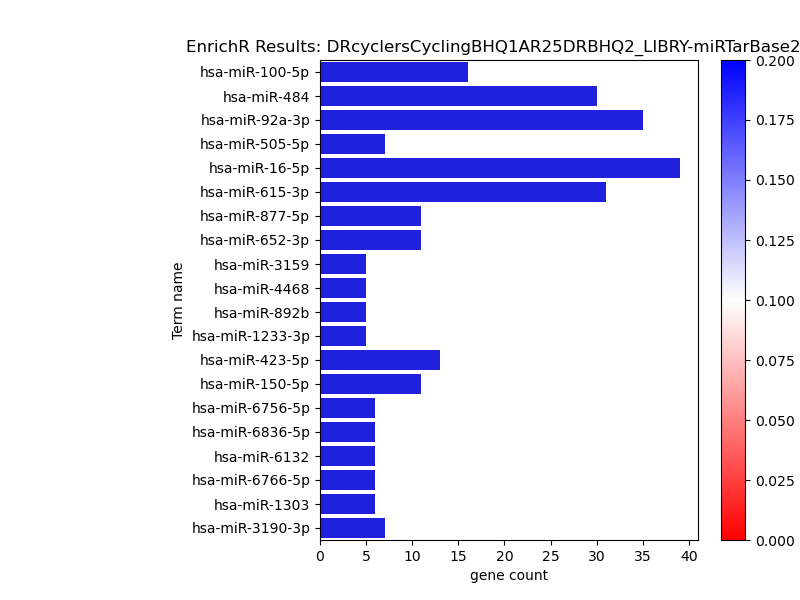 EnrichR Results: DRcyclersCyclingBHQ1AR25DRBHQ2_LIBRY-miRTarBase2
hsa-miR-100-5p
hsa-miR-484
hsa-miR-92a-3p
hsa-miR-505-5p
hsa-miR-16-5p
hsa-miR-615-3p
hsa-miR-877-5p
hsa-miR-652-3p
hsa-miR-3159
hsa-miR-4468
hsa-miR-892b
hsa-miR-1233-3p
hsa-miR-423-5p
hsa-miR-150-5p
hsa-miR-6756-5p
hsa-miR-6836-5p
hsa-miR-6132
hsa-miR-6766-5p
hsa-miR-1303
hsa-miR-3190-3p
Term name
0 5 10 15 20 25 30 35 40
gene count
0.200
0.175
0.150
0.125
0.100
0.075
0.050
0.025
0.000